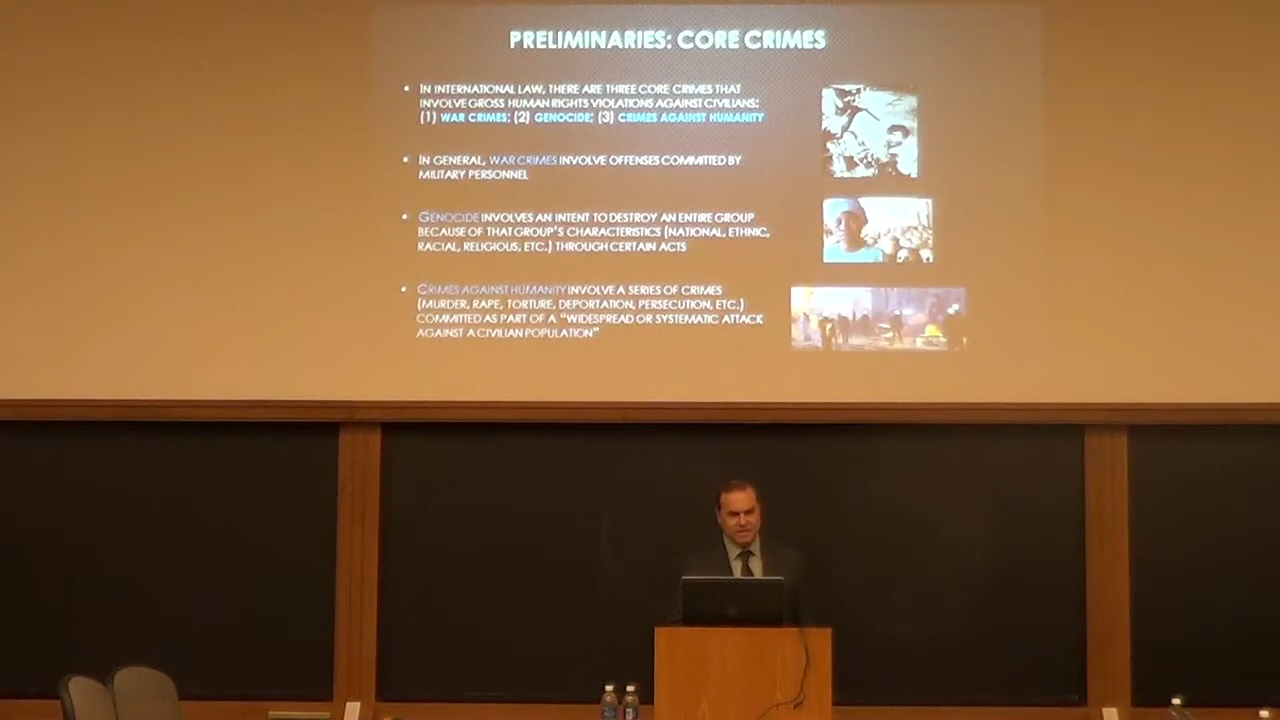 PRELIMINARIES: CORE CRIMES
• IN INTERNATIONAL LAW, THERE ARE THREE CORE CRIMES THAT
INVOLVE GROSS HUMAN RIGHTS VIOLATIONS AGAINST CIVILIANS:
(1) WAR CRIMES; (2) GENOCIDE; (3) CRIMES AGAINST HUMANITY
• IN GENERAL, WAR CRIMES INVOLVE OFFENSES COMMITTED BY
MILITARY PERSONNEL
• GENOCIDE INVOLVES AN INTENT TO DESTROY AN ENTIRE GROUP
BECAUSE OF THAT GROUP'S CHARACTERISTICS (NATIONAL, ETHNIC,
RACIAL, RELIGIOUS, ETC.) THROUGH CERTAIN ACTS
• CRIMES AGAINST HUMANITY INVOLVE A SERIES OF CRIMES
(MURDER, RAPE, TORTURE, DEPORTATION, PERSECUTION, ETC.)
COMMITTED AS PART OF A "WIDESPREAD OR SYSTEMATIC ATTACK
AGAINST A CIVILIAN POPULATION"